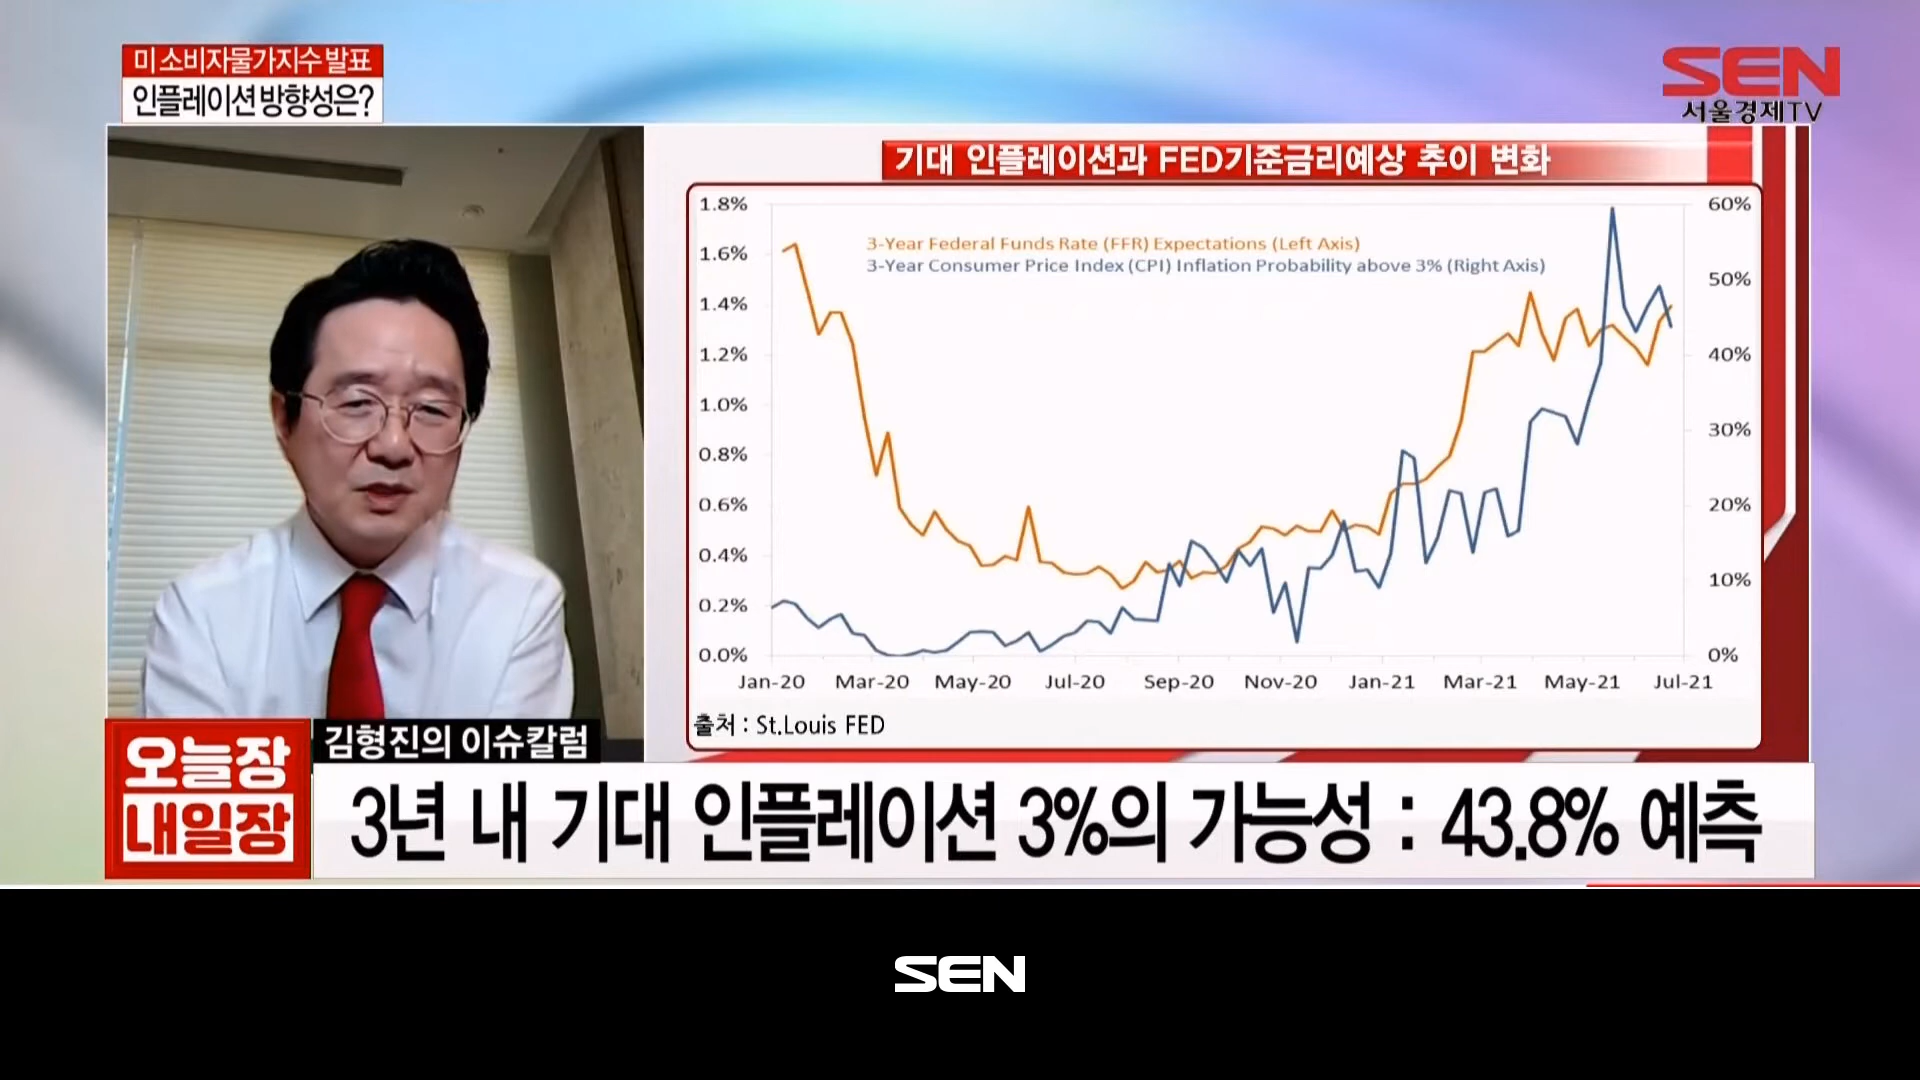 미 소비자물가지수 발표
인플레이션 방향성은?
SEN
서울경제TV
기대 인플레이션과 FED기준금리예상 추이 변화
3-Year Federal Funds Rate (FFR) Expectations (Left Axis)
3-Year Consumer Price Index (CPI) Inflation Probability above 3% (Right Axis)
1.8%
1.6%
1.4%
1.2%
1.0%
0.8%
0.6%
0.4%
0.2%
0.0%
60%
50%
40%
30%
20%
10%
0%
Jan-20 Mar-20 May-20 Jul-20 Sep-20 Nov-20 Jan-21 Mar-21 May-21 Jul-21
출처 : St.Louis FED
김형진의 이슈칼럼
오늘장
내일장
3년 내 기대 인플레이션 3%의 가능성 : 43.8% 예측
SEN